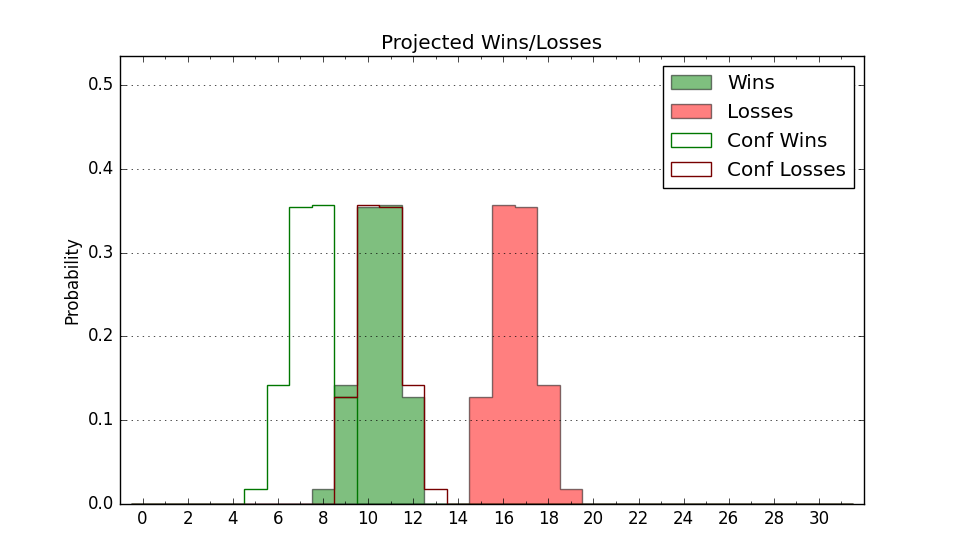 Projected Wins/Losses
Wins
Losses
Conf Wins
Conf Losses
Probability
0.5
0.4
0.3
0.2
0.1
0.0
0 2 4 6 8 10 12 14 16 18 20 22 24 26 28 30